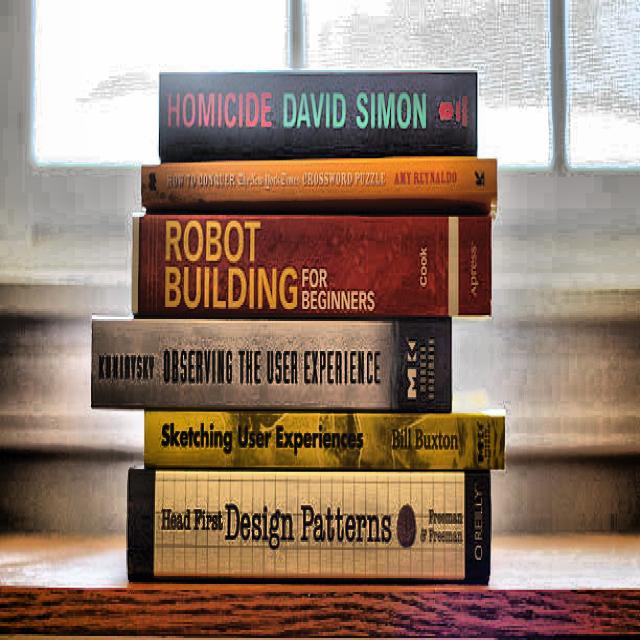 HOMICIDE DAVID SIMON
HOW TO CONQUER The New York Times CROSSWORD PUZZLE AMY REYNALDO
ROBOT
BUILDING FOR
BEGINNERS
Cook
Apress
KUNIAVSKY OBSERVING THE USER EXPERIENCE
MK
Sketching User Experiences Bill Buxton
Head First Design Patterns
Freeman
& Freeman
O'REILLY